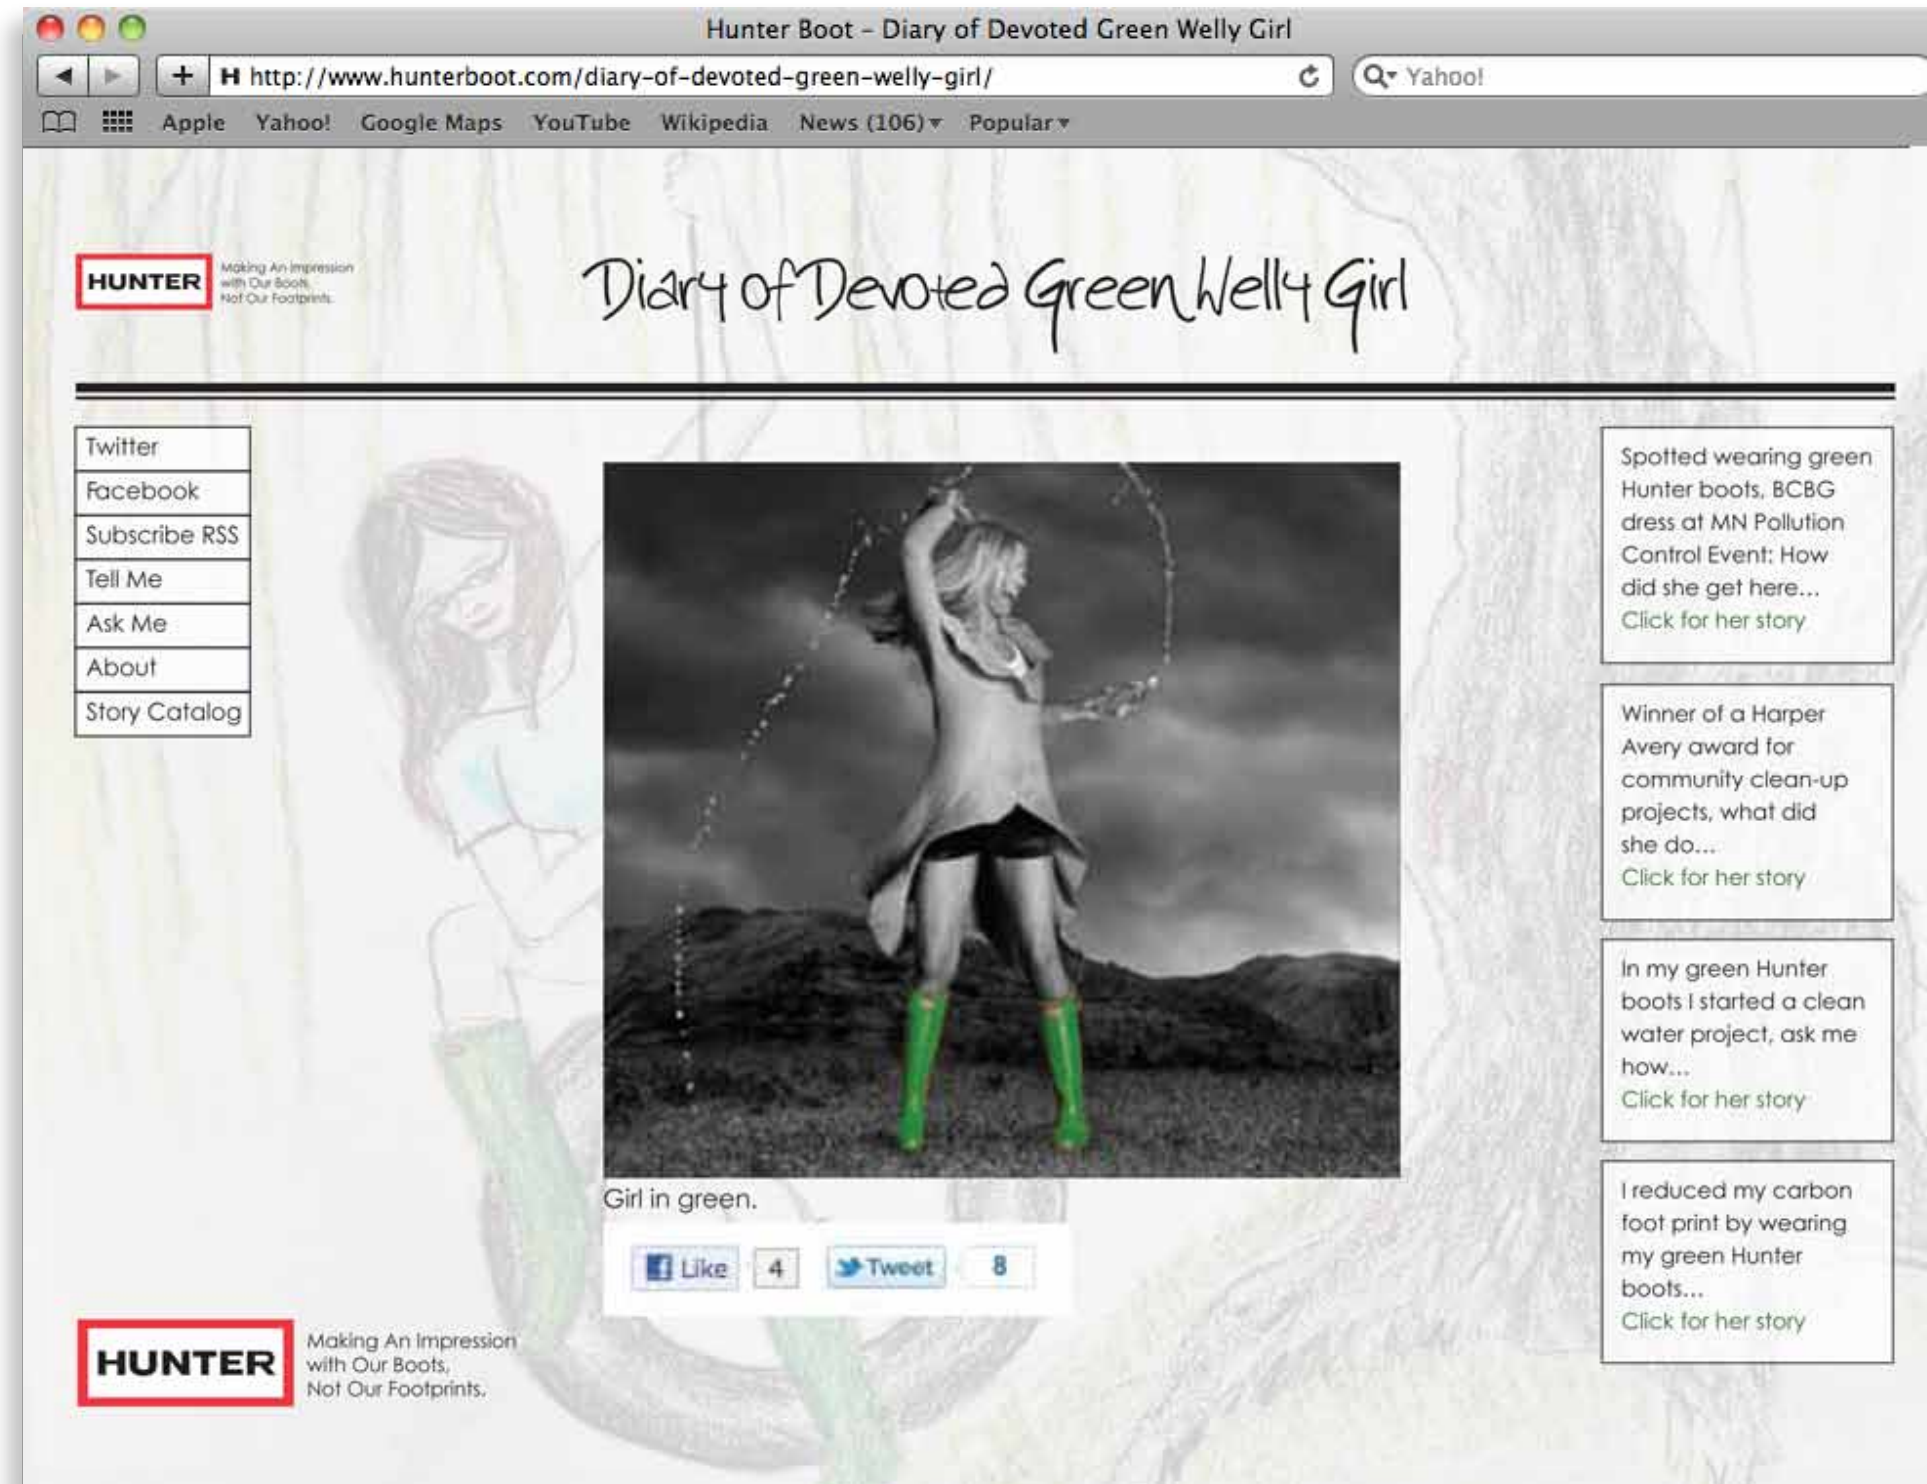 Hunter Boot – Diary of Devoted Green Welly Girl
H http://www.hunterboot.com/diary-of-devoted-green-welly-girl/
Yahoo!
Apple Yahoo! Google Maps YouTube Wikipedia News (106) Popular
HUNTER
Making An Impression
with Our Boots,
Not Our Footprints.
Diary of Devoted Green Welly Girl
Twitter
Facebook
Subscribe RSS
Tell Me
Ask Me
About
Story Catalog
Girl in green.
Like 4 Tweet 8
Spotted wearing green
Hunter boots, BCBG
dress at MN Pollution
Control Event: How
did she get here...
Click for her story
Winner of a Harper
Avery award for
community clean-up
projects, what did
she do...
Click for her story
In my green Hunter
boots I started a clean
water project, ask me
how...
Click for her story
I reduced my carbon
foot print by wearing
my green Hunter
boots...
Click for her story
HUNTER
Making An Impression
with Our Boots,
Not Our Footprints.